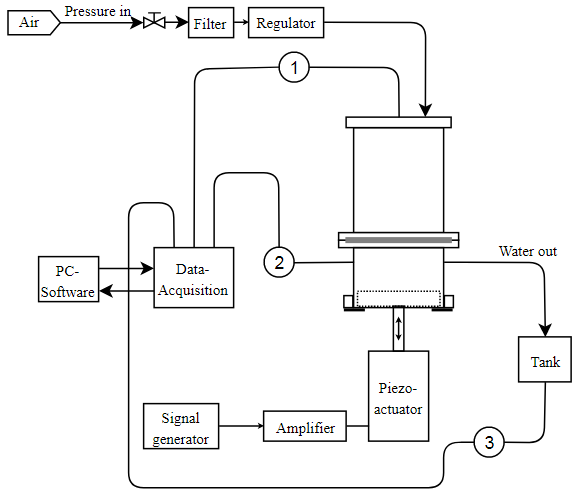 Air
Pressure in
Filter
Regulator
1
2
Water out
PC-
Software
Data-
Acquisition
Tank
Piezo-
actuator
Signal
generator
Amplifier
3